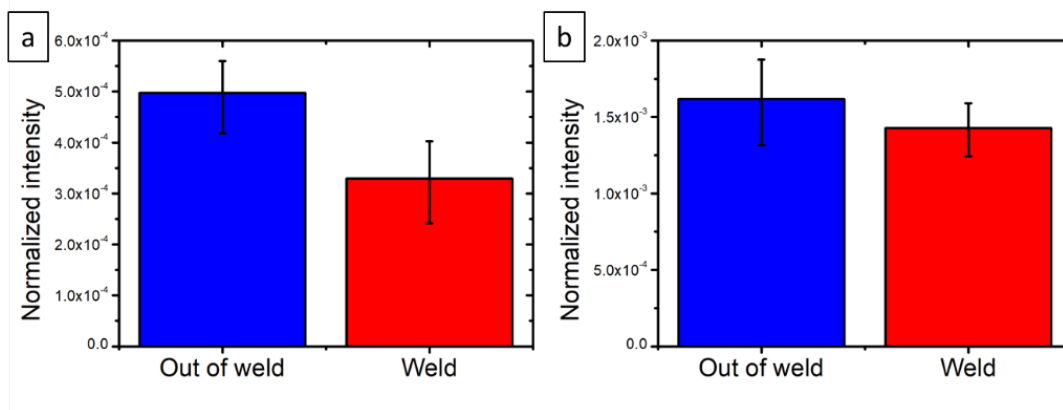 a
6.0x10⁻⁴
5.0x10⁻⁴
4.0x10⁻⁴
3.0x10⁻⁴
2.0x10⁻⁴
1.0x10⁻⁴
0.0
Normalized intensity
Out of weld
Weld
b
2.0x10⁻³
1.5x10⁻³
1.0x10⁻³
5.0x10⁻⁴
0.0
Normalized intensity
Out of weld
Weld